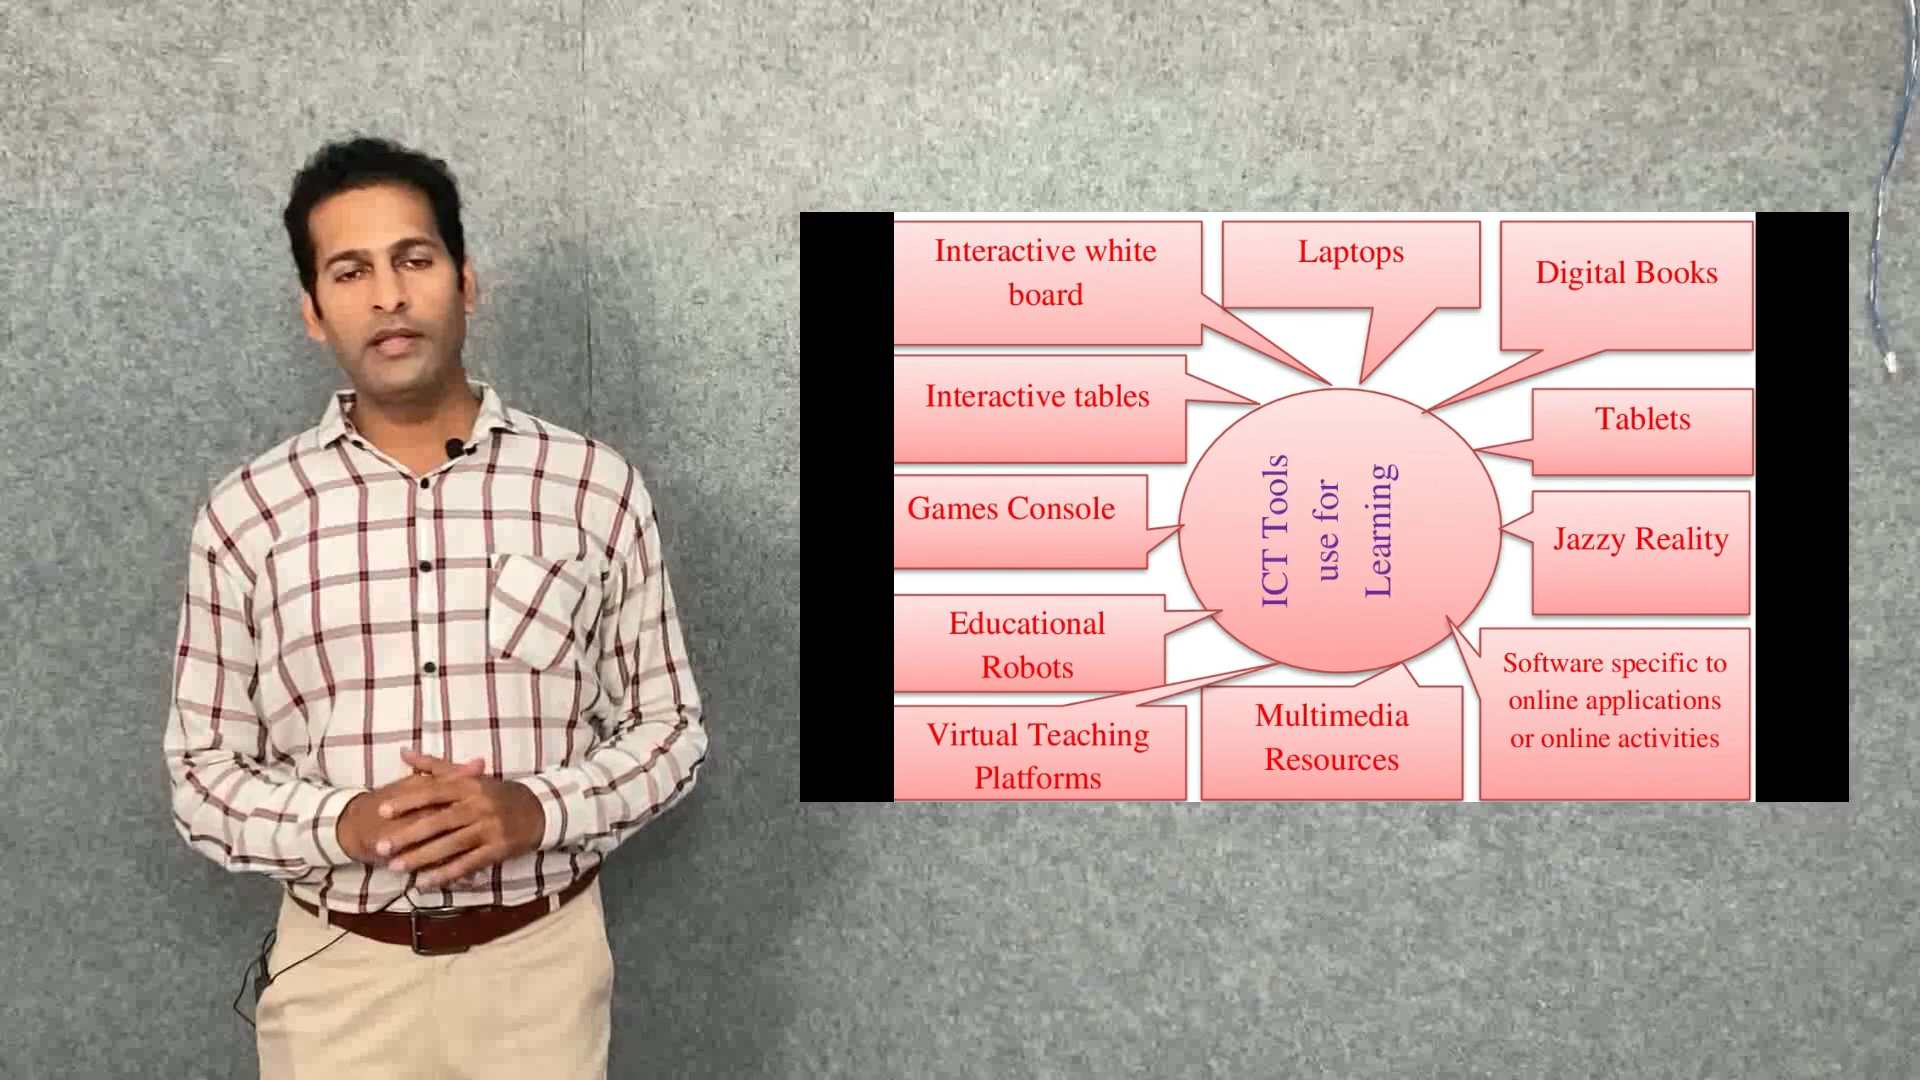 Interactive white
board
Laptops
Digital Books
Interactive tables
Tablets
Games Console
ICT Tools
use for
Learning
Jazzy Reality
Educational
Robots
Software specific to
online applications
or online activities
Virtual Teaching
Platforms
Multimedia
Resources